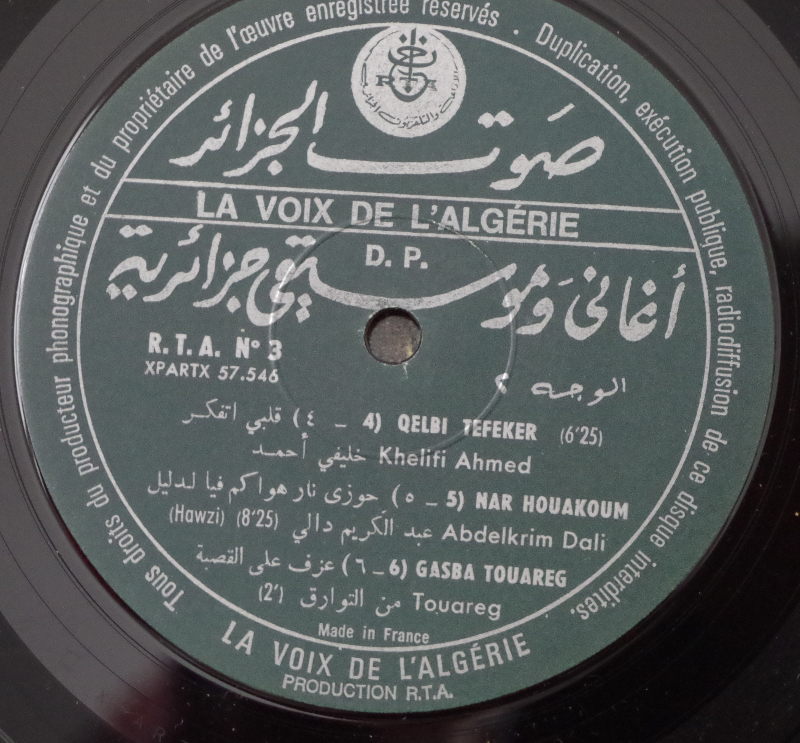 Tous droits du producteur phonographique et du propriétaire de l'œuvre enregistrée réservés . Duplication, exécution publique, radiodiffusion de ce disque interdites.
R T A
صَوت الجزائر
LA VOIX DE L'ALGÉRIE
D. P.
أغاني وَموسيقى جزائرية
R. T. A. N° 3
XPARTX 57.546
الوجه ٢
4) QELBI TEFEKER (6'25) ٤ - ) قلبي اتفكر
Khelifi Ahmed خليفي أحمد
5) NAR HOUAKOUM ٥ - ) حوزى نار هواكم فيا لدليل
Abdelkrim Dali عبد الكريم دالي (8'25) (Hawzi)
6) GASBA TOUAREG ٦ - ) عزف على القصبة
Touareg من التوارق (2')
Made in France
LA VOIX DE L'ALGÉRIE
PRODUCTION R.T.A.